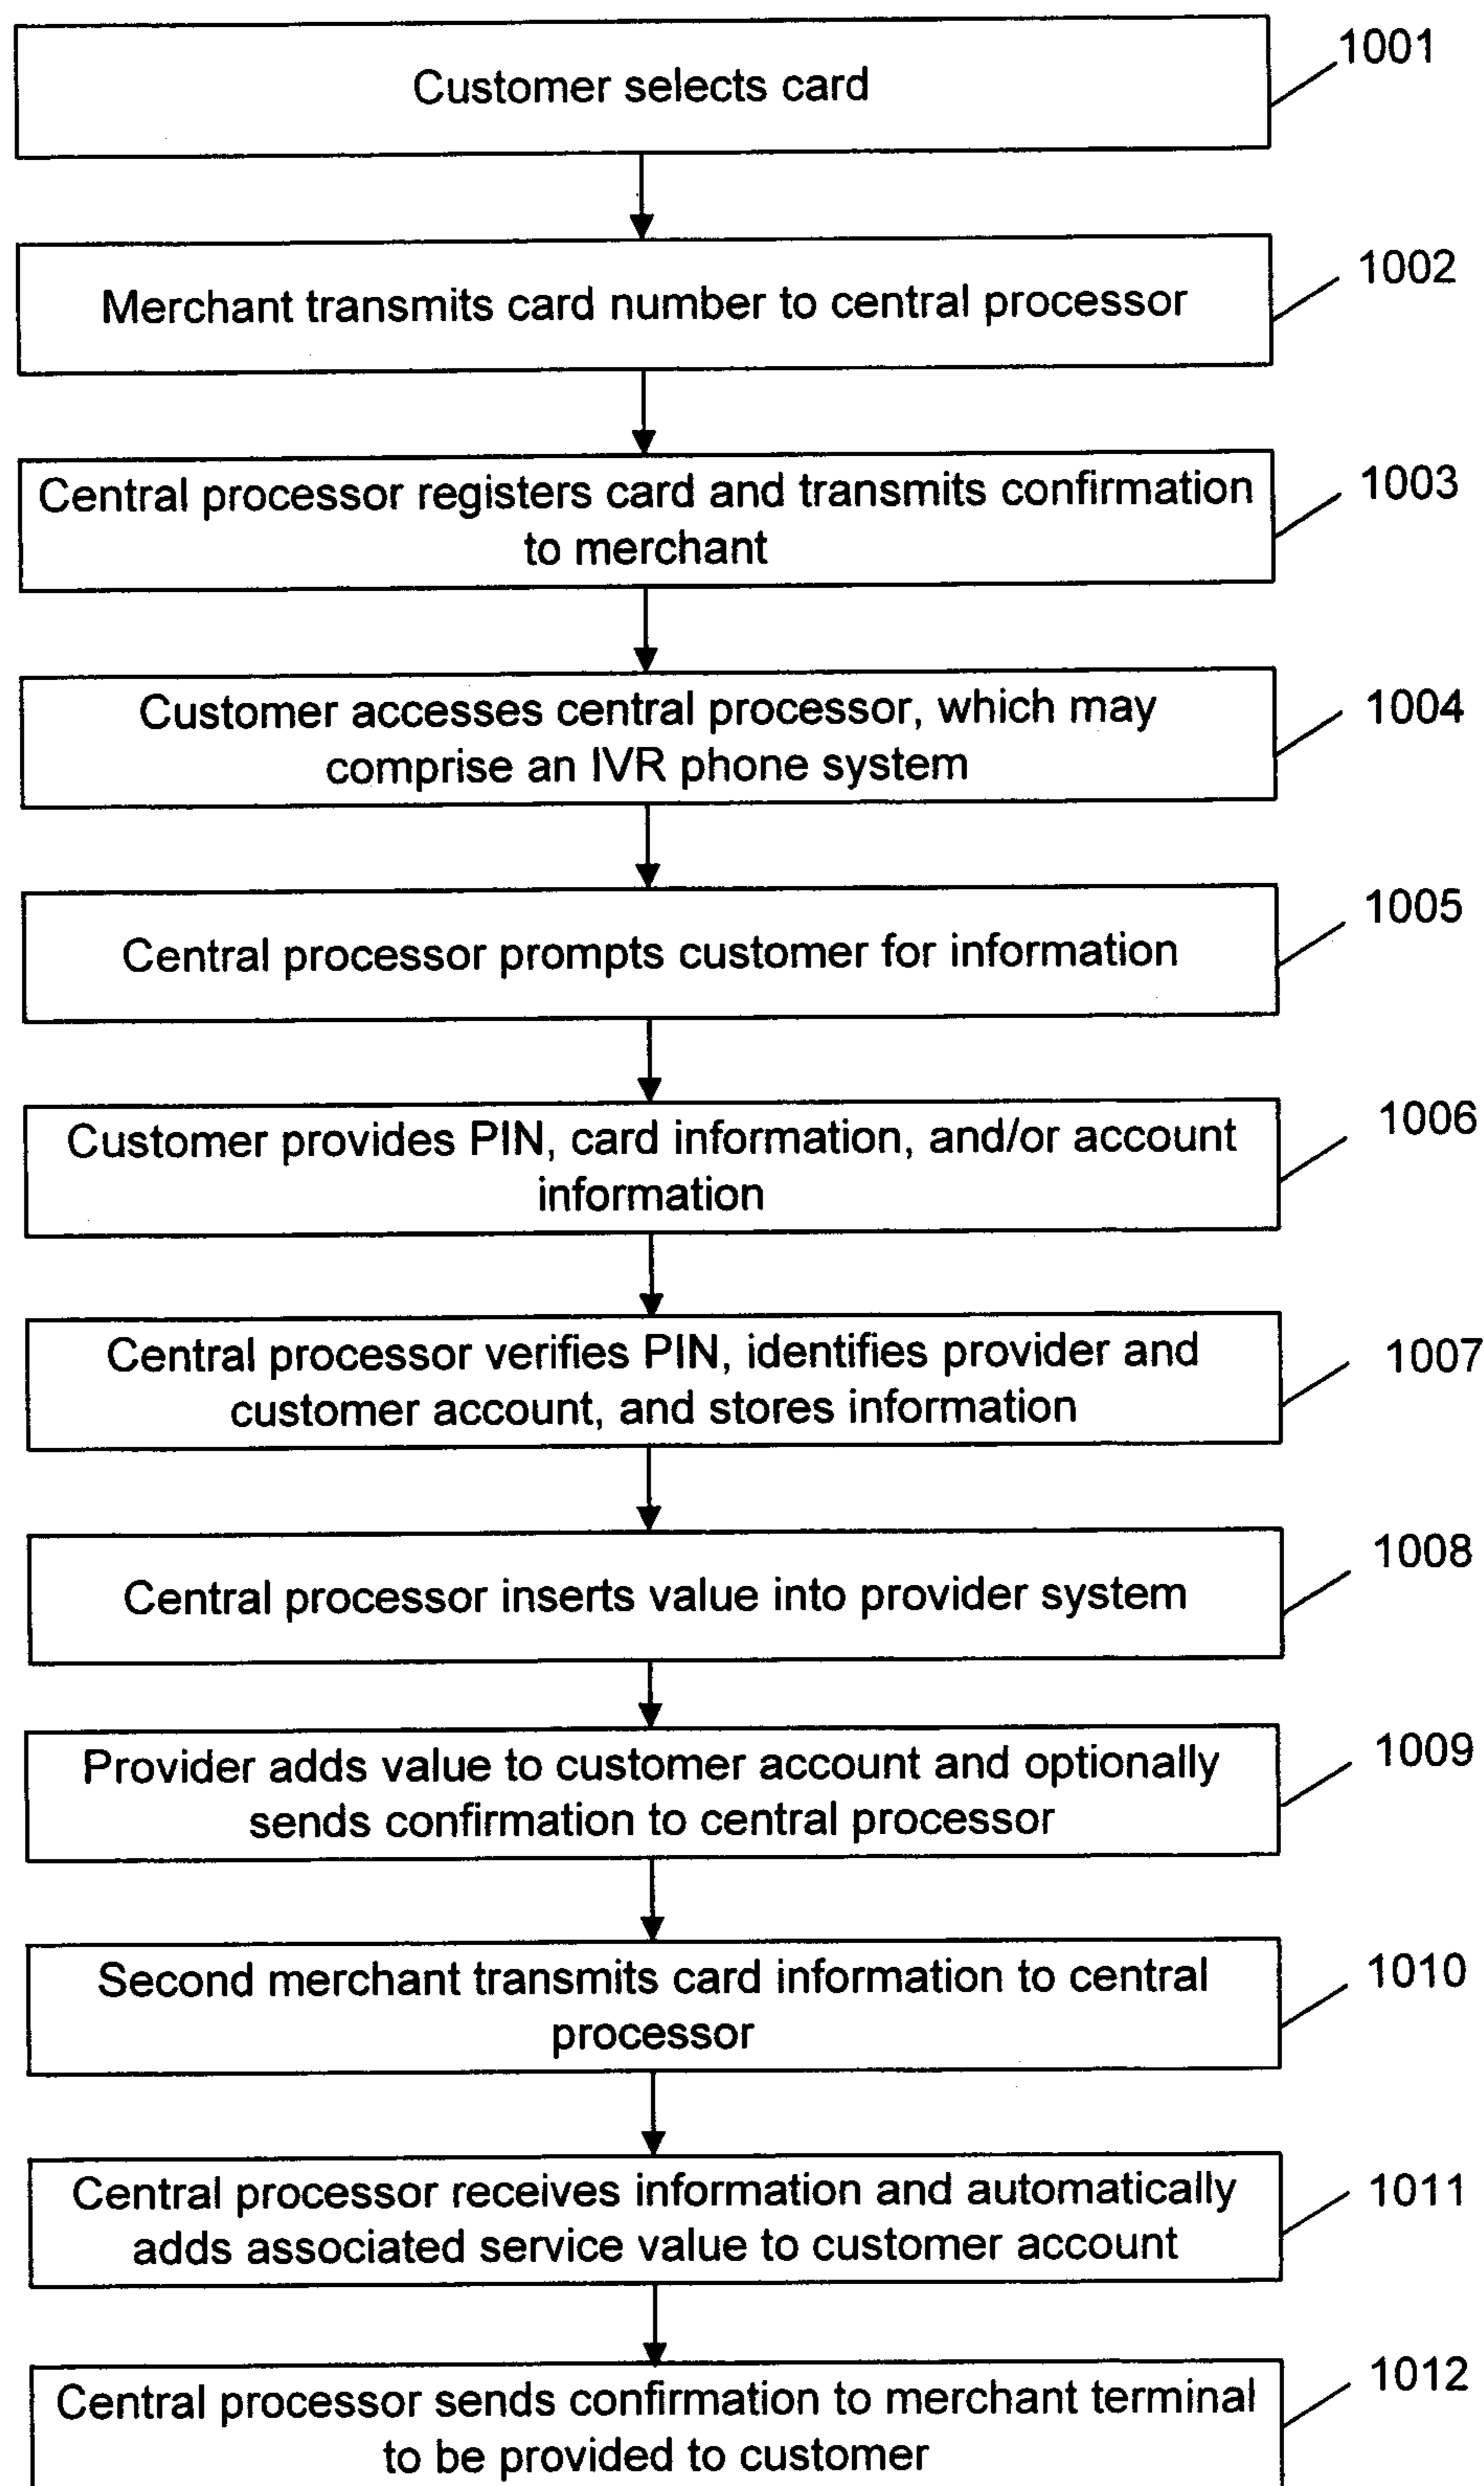 Customer selects card
1001
Merchant transmits card number to central processor
1002
Central processor registers card and transmits confirmation
to merchant
1003
Customer accesses central processor, which may
comprise an IVR phone system
1004
Central processor prompts customer for information
1005
Customer provides PIN, card information, and/or account
information
1006
Central processor verifies PIN, identifies provider and
customer account, and stores information
1007
Central processor inserts value into provider system
1008
Provider adds value to customer account and optionally
sends confirmation to central processor
1009
Second merchant transmits card information to central
processor
1010
Central processor receives information and automatically
adds associated service value to customer account
1011
Central processor sends confirmation to merchant terminal
to be provided to customer
1012